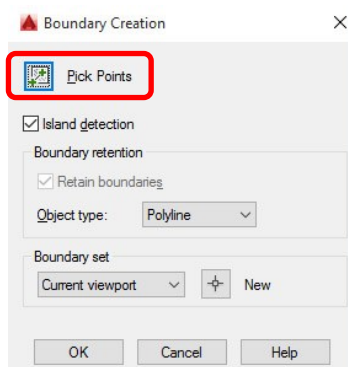 Boundary Creation
Pick Points
Island detection
Boundary retention
Retain boundaries
Object type: Polyline
Boundary set
Current viewport New
OK Cancel Help